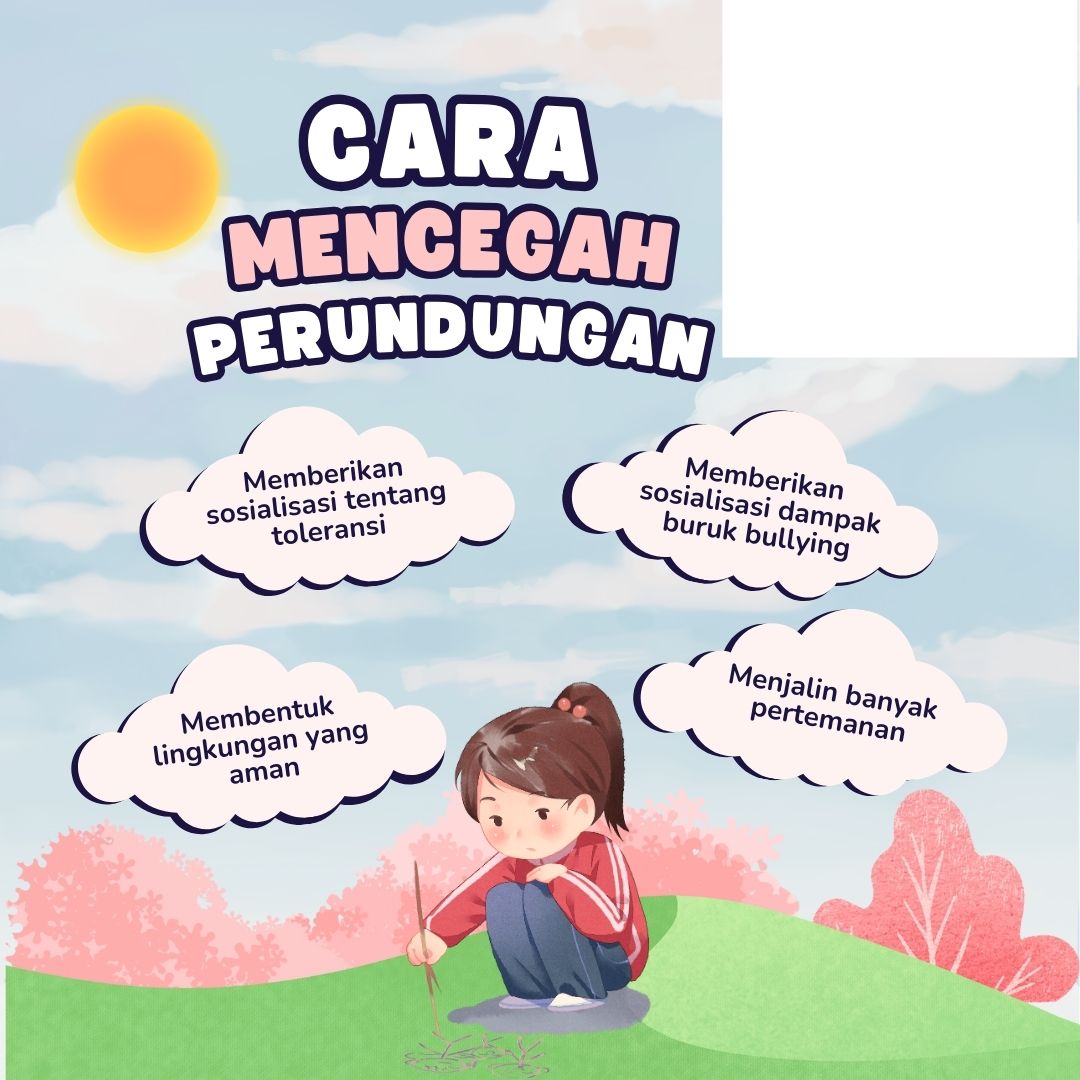 CARA
MENCEGAH
PERUNDUNGAN
Memberikan
sosialisasi tentang
toleransi
Memberikan
sosialisasi dampak
buruk bullying
Membentuk
lingkungan yang
aman
Menjalin banyak
pertemanan